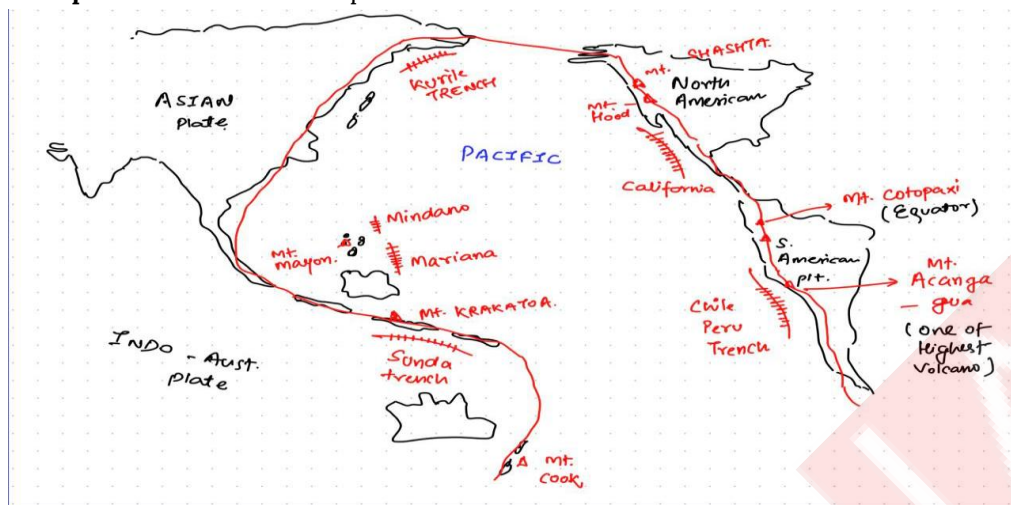 SHASHTA.
Mt.
North
American
Mt.
Hood
KURILE
TRENCH
ASIAN
Plate
PACIFIC
California
Mindano
Mt.
mayon.
Mariana
Mt. Cotopaxi
(Equator)
S.
American
plt.
Mt.
Acanga
- gua
(One of
Highest
Volcano)
Chile
Peru
Trench
Mt. KRAKATOA.
Sunda
trench
INDO - Aust.
Plate
Mt.
Cook,